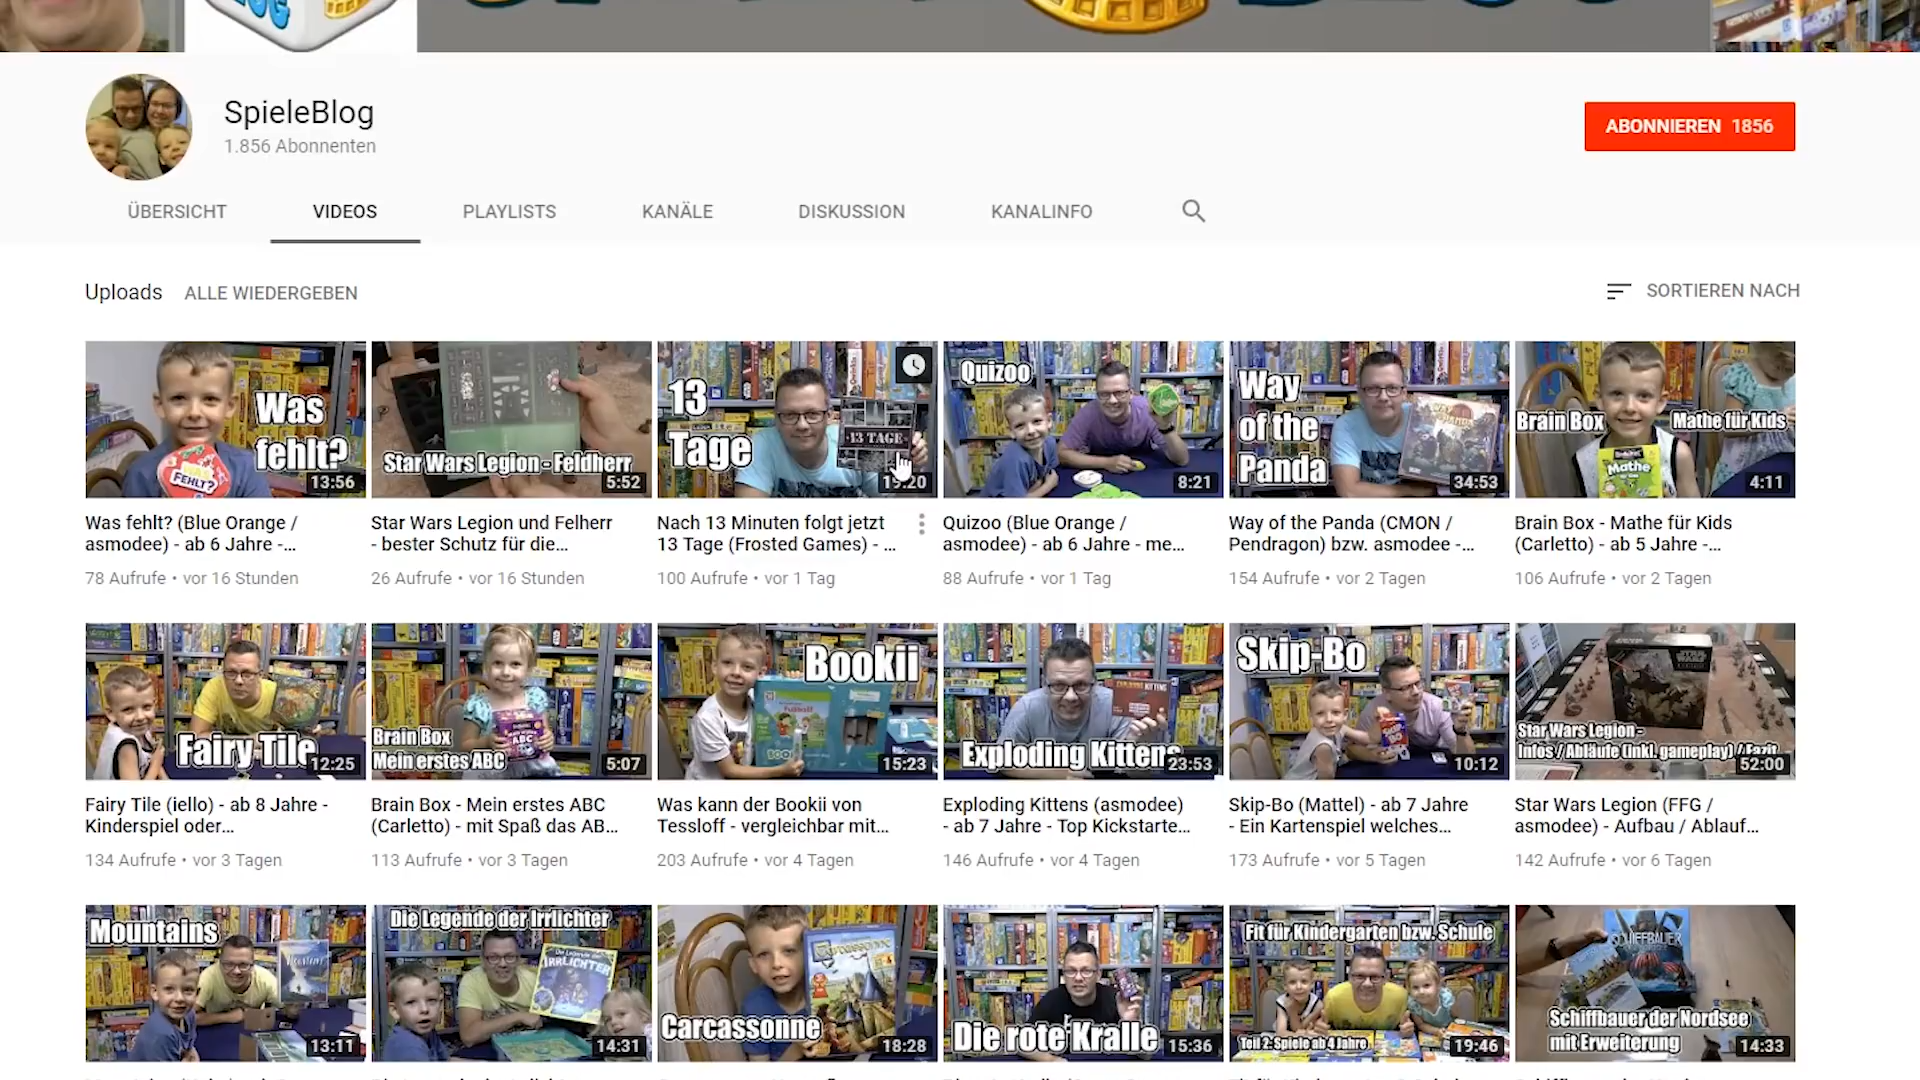 SpieleBlog
1.856 Abonnenten
ABONNIEREN 1856
ÜBERSICHT VIDEOS PLAYLISTS KANÄLE DISKUSSION KANALINFO
Uploads ALLE WIEDERGEBEN
SORTIEREN NACH
Was
fehlt?
FEHLT?
13:56
Star Wars Legion - Feldherr
5:52
13
Tage
13 TAGE
19:20
Quizoo
8:21
Way
of the
Panda
34:53
Brain Box
Mathe für Kids
Mathe
4:11
Was fehlt? (Blue Orange /
asmodee) - ab 6 Jahre -...
78 Aufrufe • vor 16 Stunden
Star Wars Legion und Felherr
- bester Schutz für die...
26 Aufrufe • vor 16 Stunden
Nach 13 Minuten folgt jetzt
13 Tage (Frosted Games) - ...
100 Aufrufe • vor 1 Tag
Quizoo (Blue Orange /
asmodee) - ab 6 Jahre - me...
88 Aufrufe • vor 1 Tag
Way of the Panda (CMON /
Pendragon) bzw. asmodee -...
154 Aufrufe • vor 2 Tagen
Brain Box - Mathe für Kids
(Carletto) - ab 5 Jahre -...
106 Aufrufe • vor 2 Tagen
Fairy Tile
12:25
Brain Box
Mein erstes ABC
ABC
5:07
Bookii
15:23
Exploding Kittens
23:53
Skip-Bo
10:12
Star Wars Legion -
Infos / Abläufe (inkl. gameplay) / Fazit
52:00
Fairy Tile (iello) - ab 8 Jahre -
Kinderspiel oder...
134 Aufrufe • vor 3 Tagen
Brain Box - Mein erstes ABC
(Carletto) - mit Spaß das AB...
113 Aufrufe • vor 3 Tagen
Was kann der Bookii von
Tessloff - vergleichbar mit...
203 Aufrufe • vor 4 Tagen
Exploding Kittens (asmodee)
- ab 7 Jahre - Top Kickstarte...
146 Aufrufe • vor 4 Tagen
Skip-Bo (Mattel) - ab 7 Jahre
- Ein Kartenspiel welches...
173 Aufrufe • vor 5 Tagen
Star Wars Legion (FFG /
asmodee) - Aufbau / Ablauf...
142 Aufrufe • vor 6 Tagen
Mountains
13:11
Die Legende der Irrlichter
IRRLICHTER
14:31
Carcassonne
18:28
Die rote Kralle
15:36
Fit für Kindergarten bzw. Schule
Teil 2: Spiele ab 4 Jahre
19:46
SCHIFFBAUER
Schiffbauer der Nordsee
mit Erweiterung
14:33